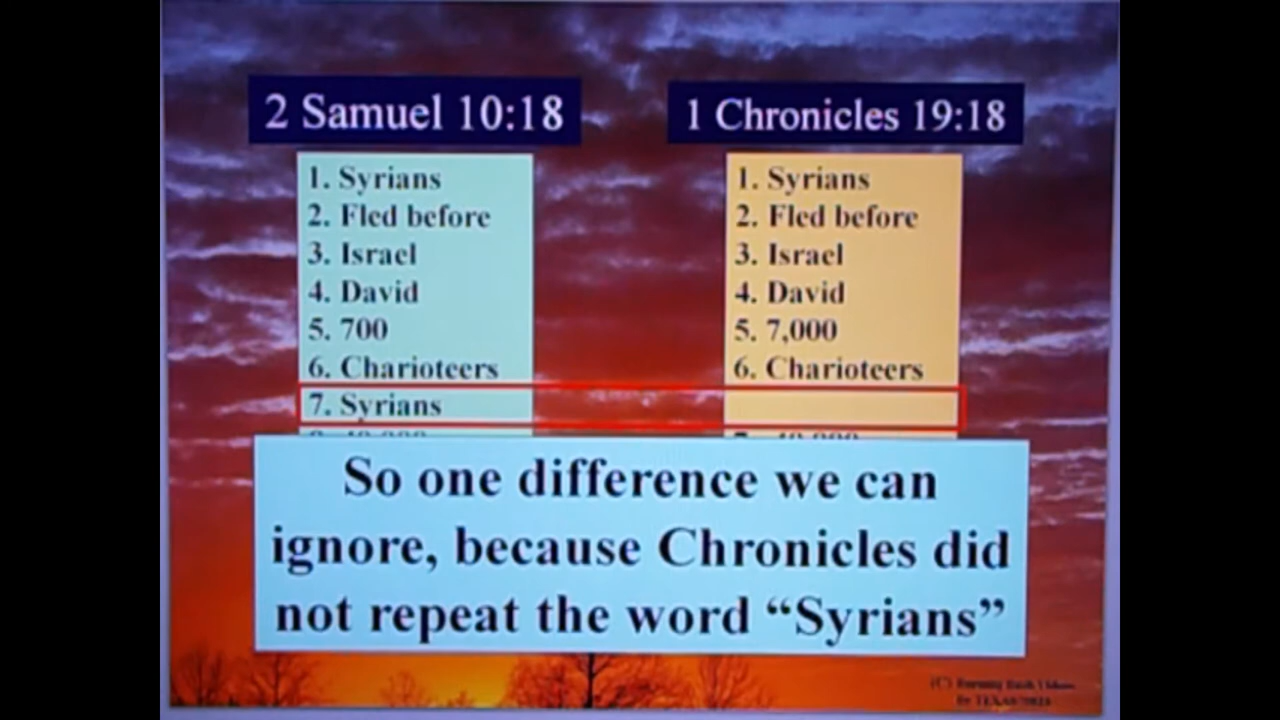 2 Samuel 10:18
1. Syrians
2. Fled before
3. Israel
4. David
5. 700
6. Charioteers
7. Syrians
1 Chronicles 19:18
1. Syrians
2. Fled before
3. Israel
4. David
5. 7,000
6. Charioteers
So one difference we can
ignore, because Chronicles did
not repeat the word “Syrians”